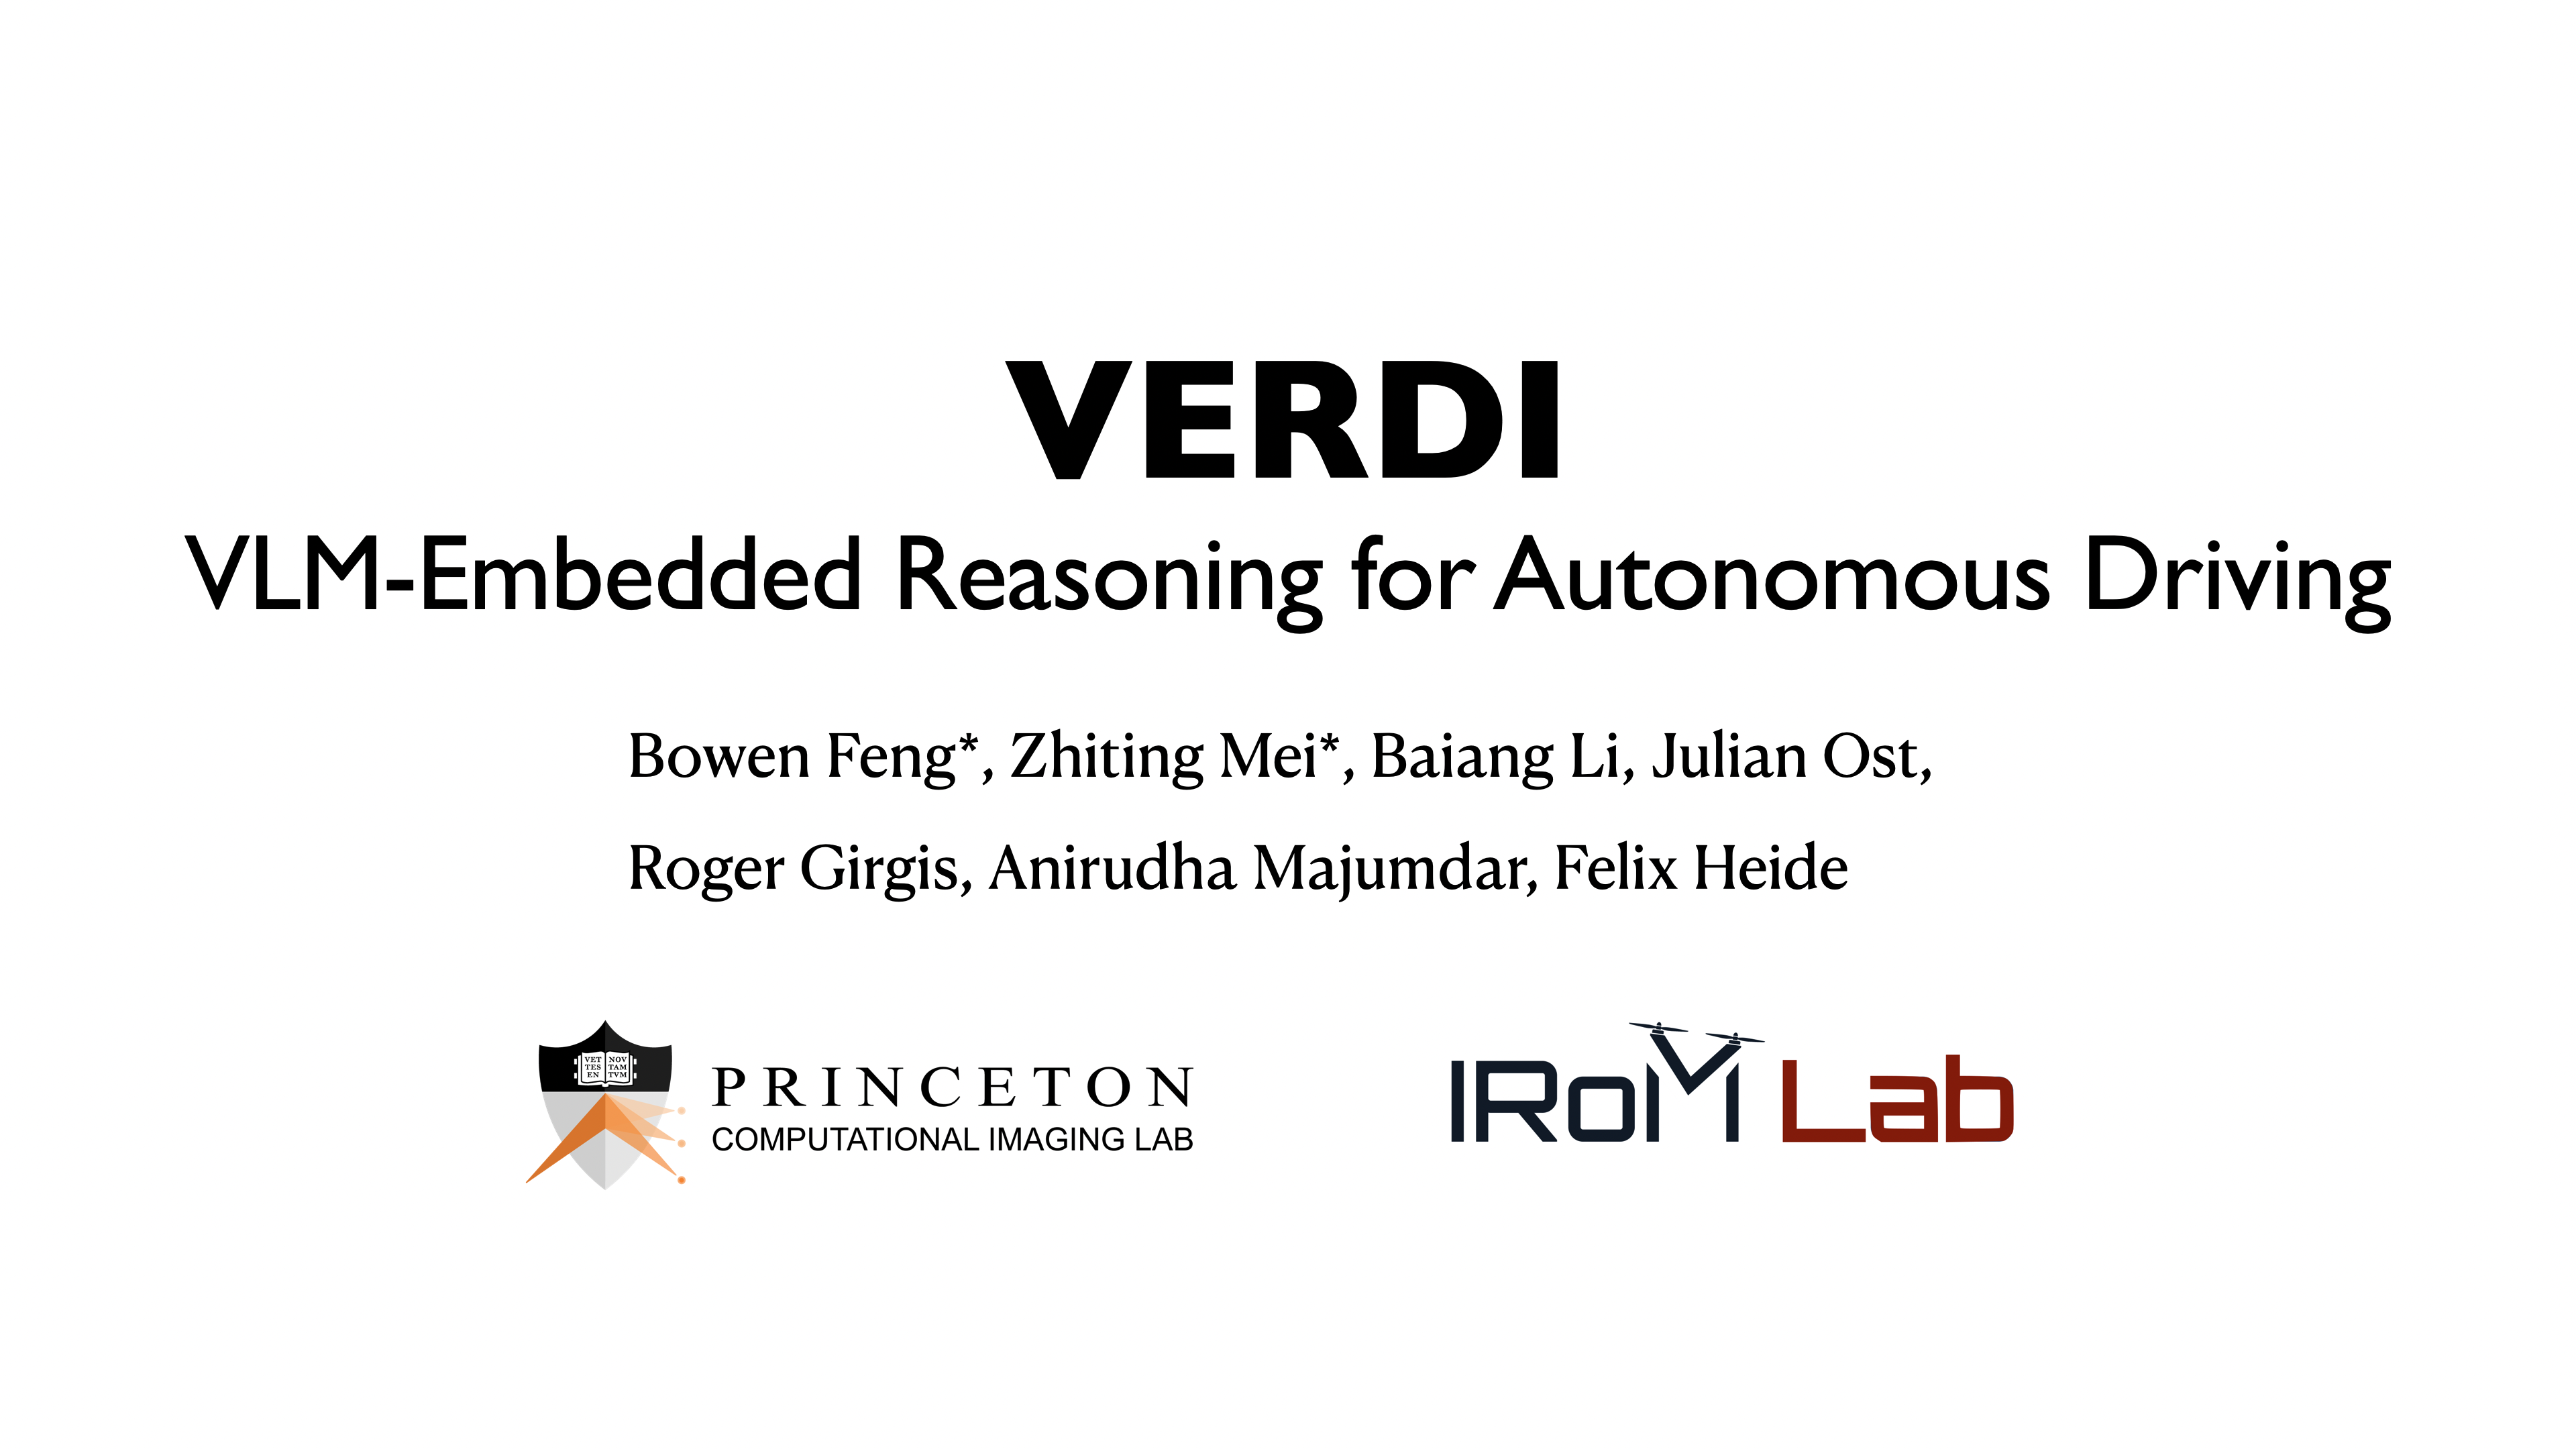 VERDI
VLM-Embedded Reasoning for Autonomous Driving
Bowen Feng*, Zhiting Mei*, Baiang Li, Julian Ost,
Roger Girgis, Anirudha Majumdar, Felix Heide
VET NOV
TES TAM
EN TVM
PRINCETON
COMPUTATIONAL IMAGING LAB
IRoM Lab